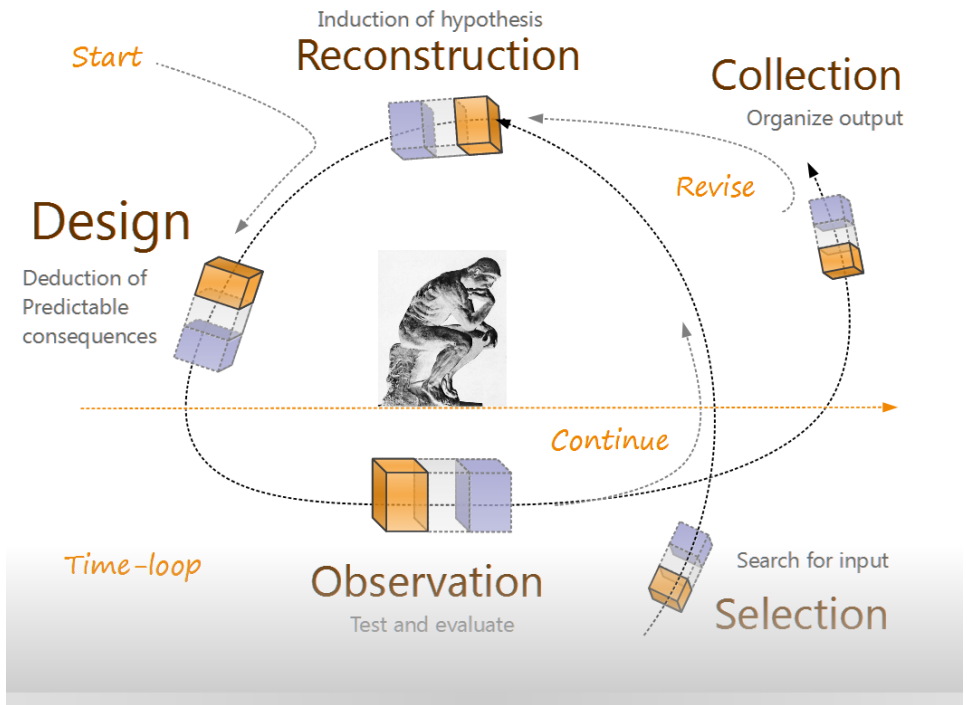 Induction of hypothesis
Reconstruction
Start
Collection
Organize output
Revise
Design
Deduction of
Predictable
consequences
Continue
Time-loop
Observation
Test and evaluate
Search for input
Selection